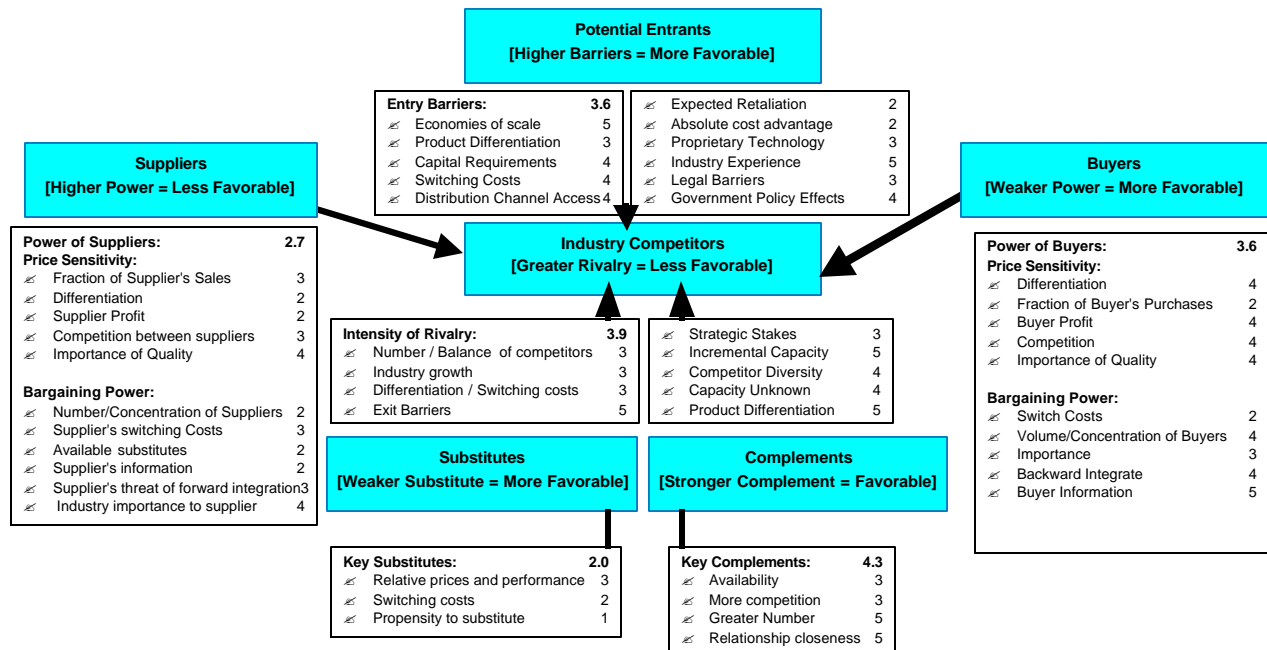 Potential Entrants
[Higher Barriers = More Favorable]
Entry Barriers: 3.6
Economies of scale 5
Product Differentiation 3
Capital Requirements 4
Switching Costs 4
Distribution Channel Access 4
Expected Retaliation 2
Absolute cost advantage 2
Proprietary Technology 3
Industry Experience 5
Legal Barriers 3
Government Policy Effects 4
Suppliers
[Higher Power = Less Favorable]
Buyers
[Weaker Power = More Favorable]
Industry Competitors
[Greater Rivalry = Less Favorable]
Power of Suppliers: 2.7
Price Sensitivity:
Fraction of Supplier's Sales 3
Differentiation 2
Supplier Profit 2
Competition between suppliers 3
Importance of Quality 4
Bargaining Power:
Number/Concentration of Suppliers 2
Supplier's switching Costs 3
Available substitutes 2
Supplier's information 2
Supplier's threat of forward integration3
Industry importance to supplier 4
Intensity of Rivalry: 3.9
Number / Balance of competitors 3
Industry growth 3
Differentiation / Switching costs 3
Exit Barriers 5
Strategic Stakes 3
Incremental Capacity 5
Competitor Diversity 4
Capacity Unknown 4
Product Differentiation 5
Power of Buyers: 3.6
Price Sensitivity:
Differentiation 4
Fraction of Buyer's Purchases 2
Buyer Profit 4
Competition 4
Importance of Quality 4
Bargaining Power:
Switch Costs 2
Volume/Concentration of Buyers 4
Importance 3
Backward Integrate 4
Buyer Information 5
Substitutes
[Weaker Substitute = More Favorable]
Complements
[Stronger Complement = Favorable]
Key Substitutes: 2.0
Relative prices and performance 3
Switching costs 2
Propensity to substitute 1
Key Complements: 4.3
Availability 3
More competition 3
Greater Number 5
Relationship closeness 5